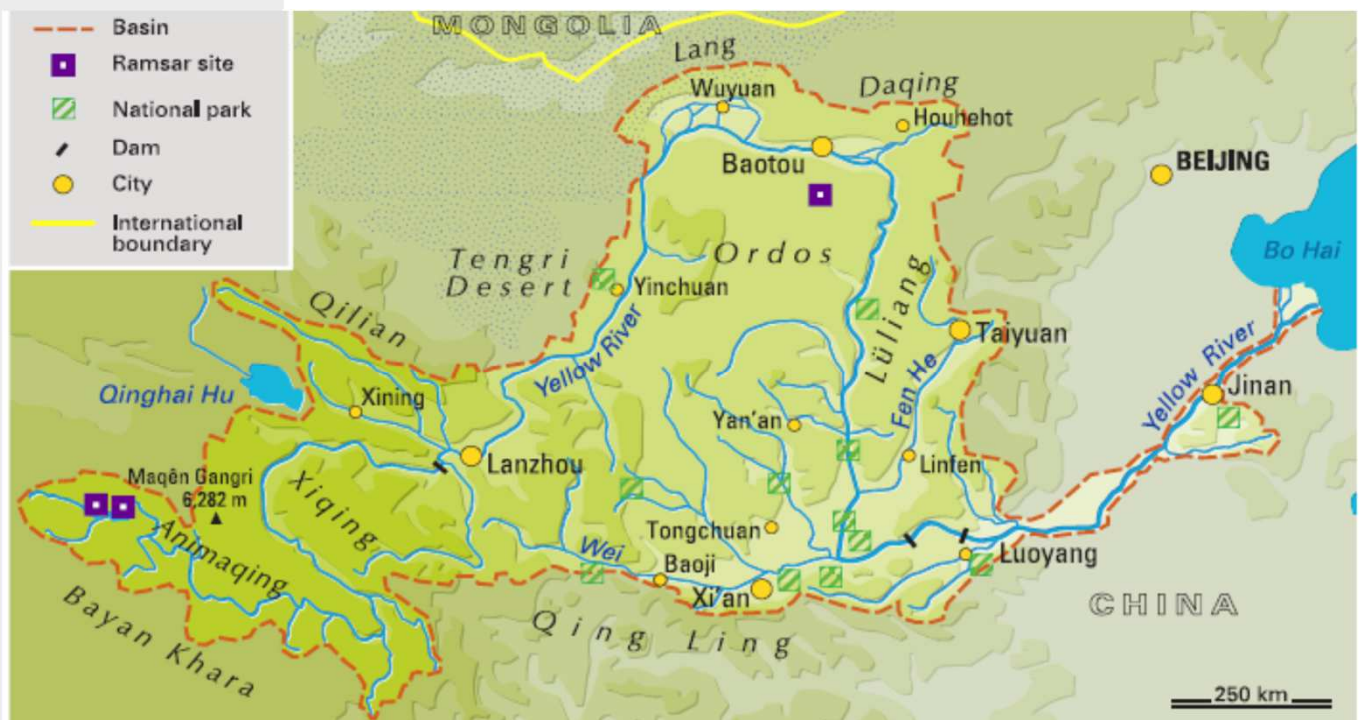 Basin
Ramsar site
National park
Dam
City
International
boundary
MONGOLIA
Lang
Wuyuan
Daqing
Houhehot
Baotou
BEIJING
Bo Hai
Ordos
Tengri
Desert
Yinchuan
Qilian
Yellow River
Lüliang
Taiyuan
Fen He
Yellow River
Jinan
Qinghai Hu
Xining
Yan'an
Lanzhou
Linfen
Maqên Gangri
6,282 m
Xiqing
Animaqing
Tongchuan
Wei
Baoji
Xi'an
Luoyang
Bayan Khara
Qing Ling
CHINA
250 km